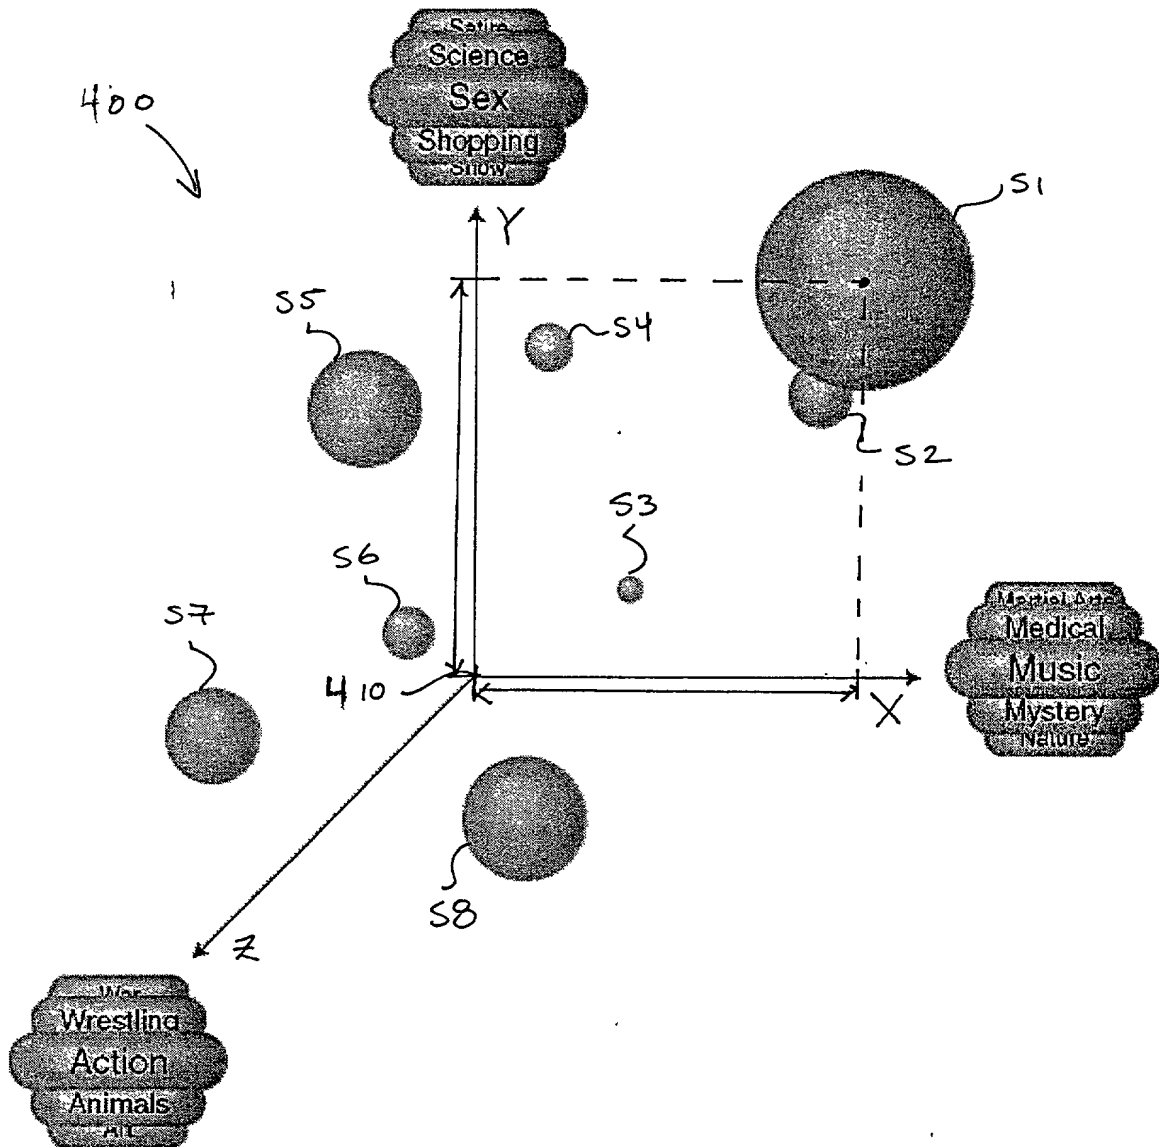 Satire
Science
Sex
Shopping
Show
400
Y
S1
S5
S4
S2
S3
S6
S7
410
X
Martial Arts
Medical
Music
Mystery
Nature
S8
Z
War
Wrestling
Action
Animals
Art